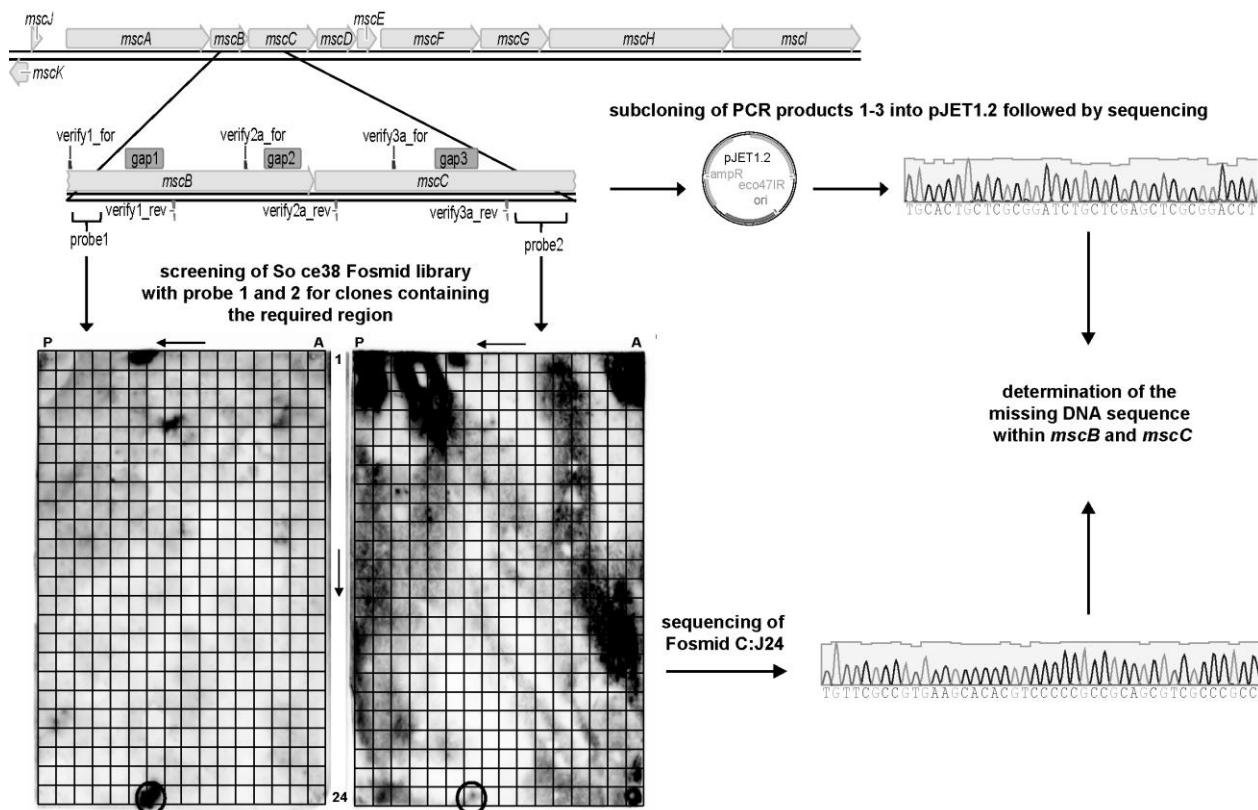 mscJ
mscE
mscA
mscB
mscC
mscD
mscF
mscG
mscH
mscI
mscK
subcloning of PCR products 1-3 into pJET1.2 followed by sequencing
verify1_for
verify2a_for
verify3a_for
gap1
gap2
gap3
mscB
mscC
verify1_rev
verify2a_rev
verify3a_rev
probe1
probe2
pJET1.2
ampR
eco47IR
ori
TGCACTGCTCGCGGATCTGCTCGAGCTCGCGGACCT
screening of So ce38 Fosmid library
with probe 1 and 2 for clones containing
the required region
P
A
1
P
A
24
determination of the
missing DNA sequence
within mscB and mscC
sequencing of
Fosmid C:J24
TGTTCGCCGTGAAGCACACGTCCCCCGCCGCAGCGTCGCCCGCC